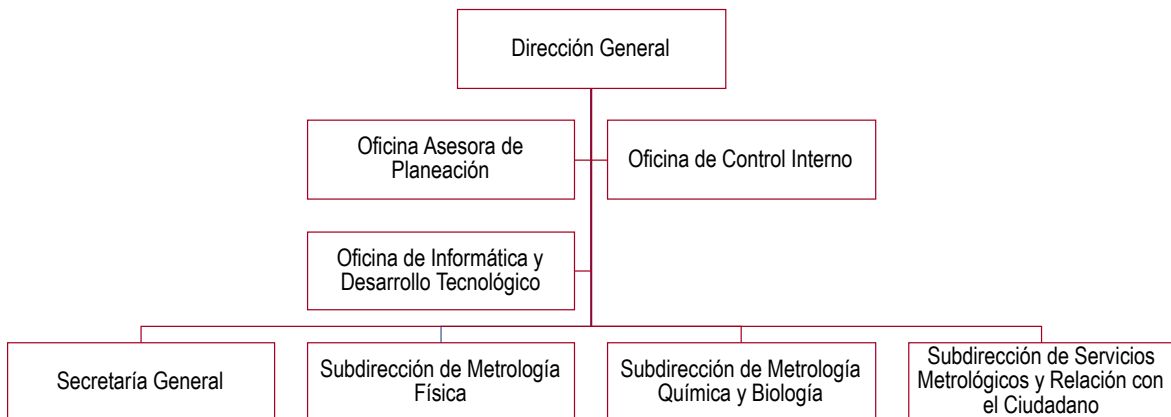 Dirección General
Oficina Asesora de
Planeación
Oficina de Control Interno
Oficina de Informática y
Desarrollo Tecnológico
Secretaría General
Subdirección de Metrología
Física
Subdirección de Metrología
Química y Biología
Subdirección de Servicios
Metrológicos y Relación con
el Ciudadano